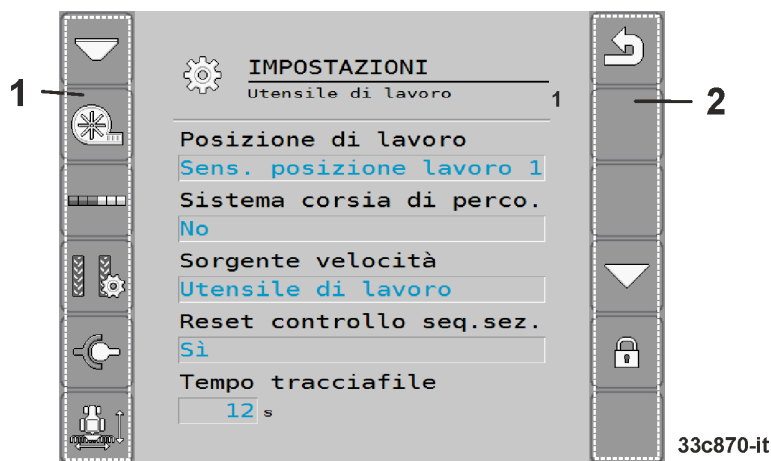 IMPOSTAZIONI
Utensile di lavoro
1
1
2
Posizione di lavoro
Sens. posizione lavoro 1
Sistema corsia di perco.
No
Sorgente velocità
Utensile di lavoro
Reset controllo seq.sez.
Sì
Tempo tracciafile
12 s
33c870-it